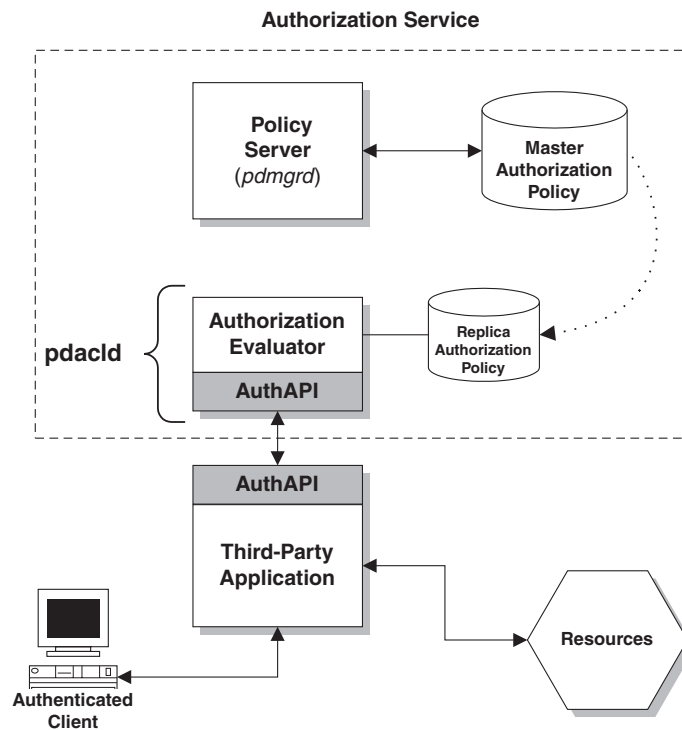 Authorization Service
Policy
Server
(pdmgrd)
Master
Authorization
Policy
pdacld
Authorization
Evaluator
AuthAPI
Replica
Authorization
Policy
AuthAPI
Third-Party
Application
Resources
Authenticated
Client